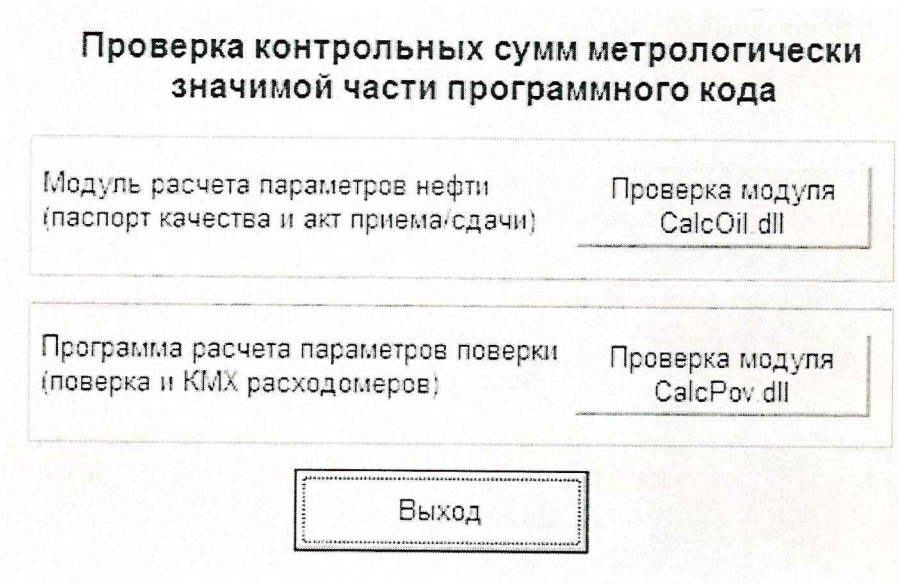 Проверка контрольных сумм метрологически
значимой части программного кода
Модуль расчета параметров нефти
(паспорт качества и акт приема/сдачи)
Проверка модуля
CalcOil.dll
Программа расчета параметров поверки
(поверка и КМХ расходомеров)
Проверка модуля
CalcPov.dll
Выход